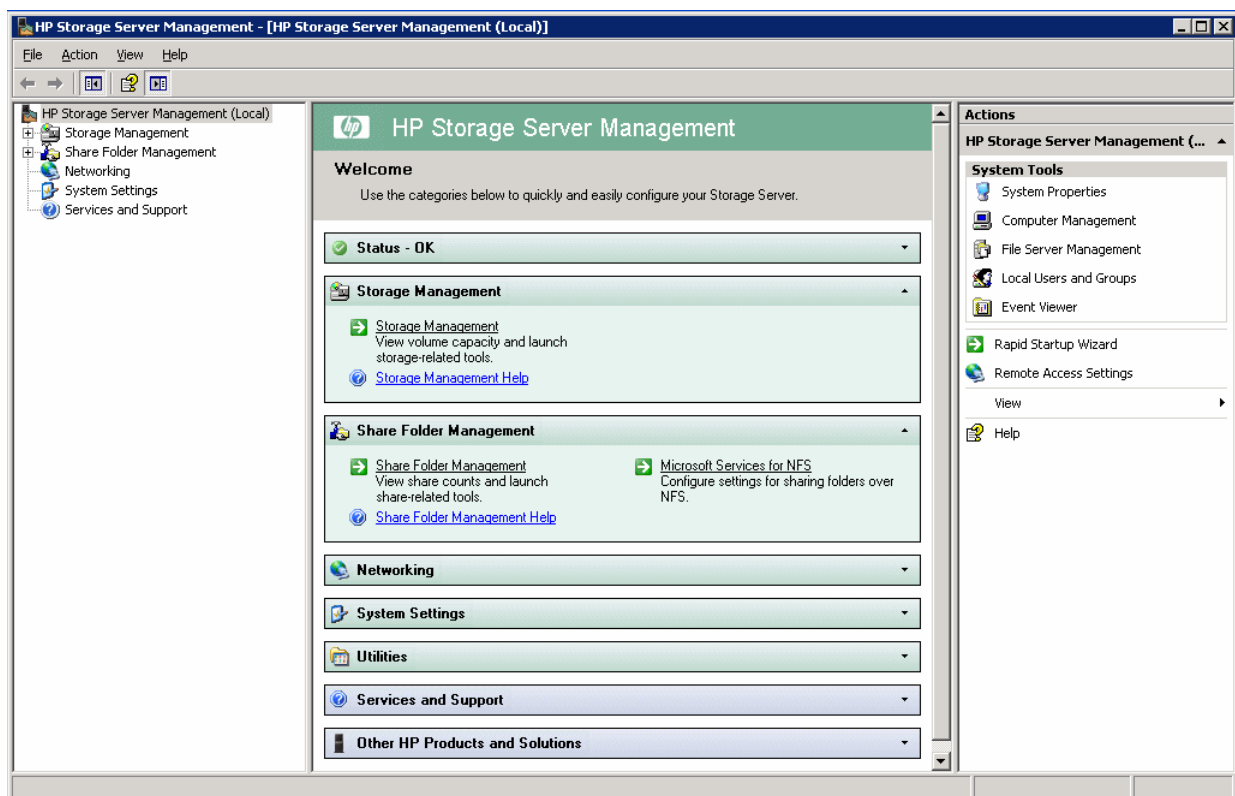 HP Storage Server Management - [HP Storage Server Management (Local)]
File Action View Help
HP Storage Server Management (Local)
Storage Management
Share Folder Management
Networking
System Settings
Services and Support
hp HP Storage Server Management
Welcome
Use the categories below to quickly and easily configure your Storage Server.
Status - OK
Storage Management
Storage Management
View volume capacity and launch
storage-related tools.
Storage Management Help
Share Folder Management
Share Folder Management
View share counts and launch
share-related tools.
Share Folder Management Help
Microsoft Services for NFS
Configure settings for sharing folders over
NFS.
Networking
System Settings
Utilities
Services and Support
Other HP Products and Solutions
Actions
HP Storage Server Management (...
System Tools
System Properties
Computer Management
File Server Management
Local Users and Groups
Event Viewer
Rapid Startup Wizard
Remote Access Settings
View
Help